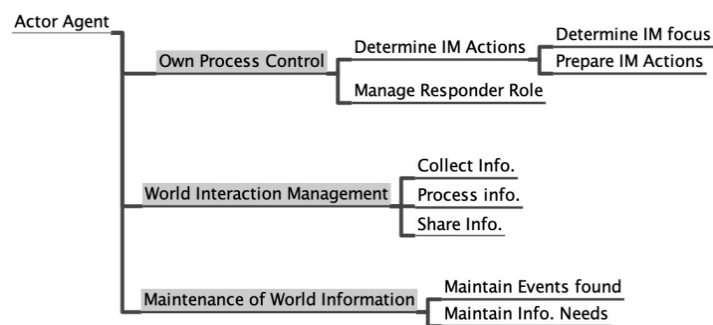 Actor Agent
Own Process Control
Determine IM Actions
Determine IM focus
Prepare IM Actions
Manage Responder Role
World Interaction Management
Collect Info.
Process info.
Share Info.
Maintenance of World Information
Maintain Events found
Maintain Info. Needs